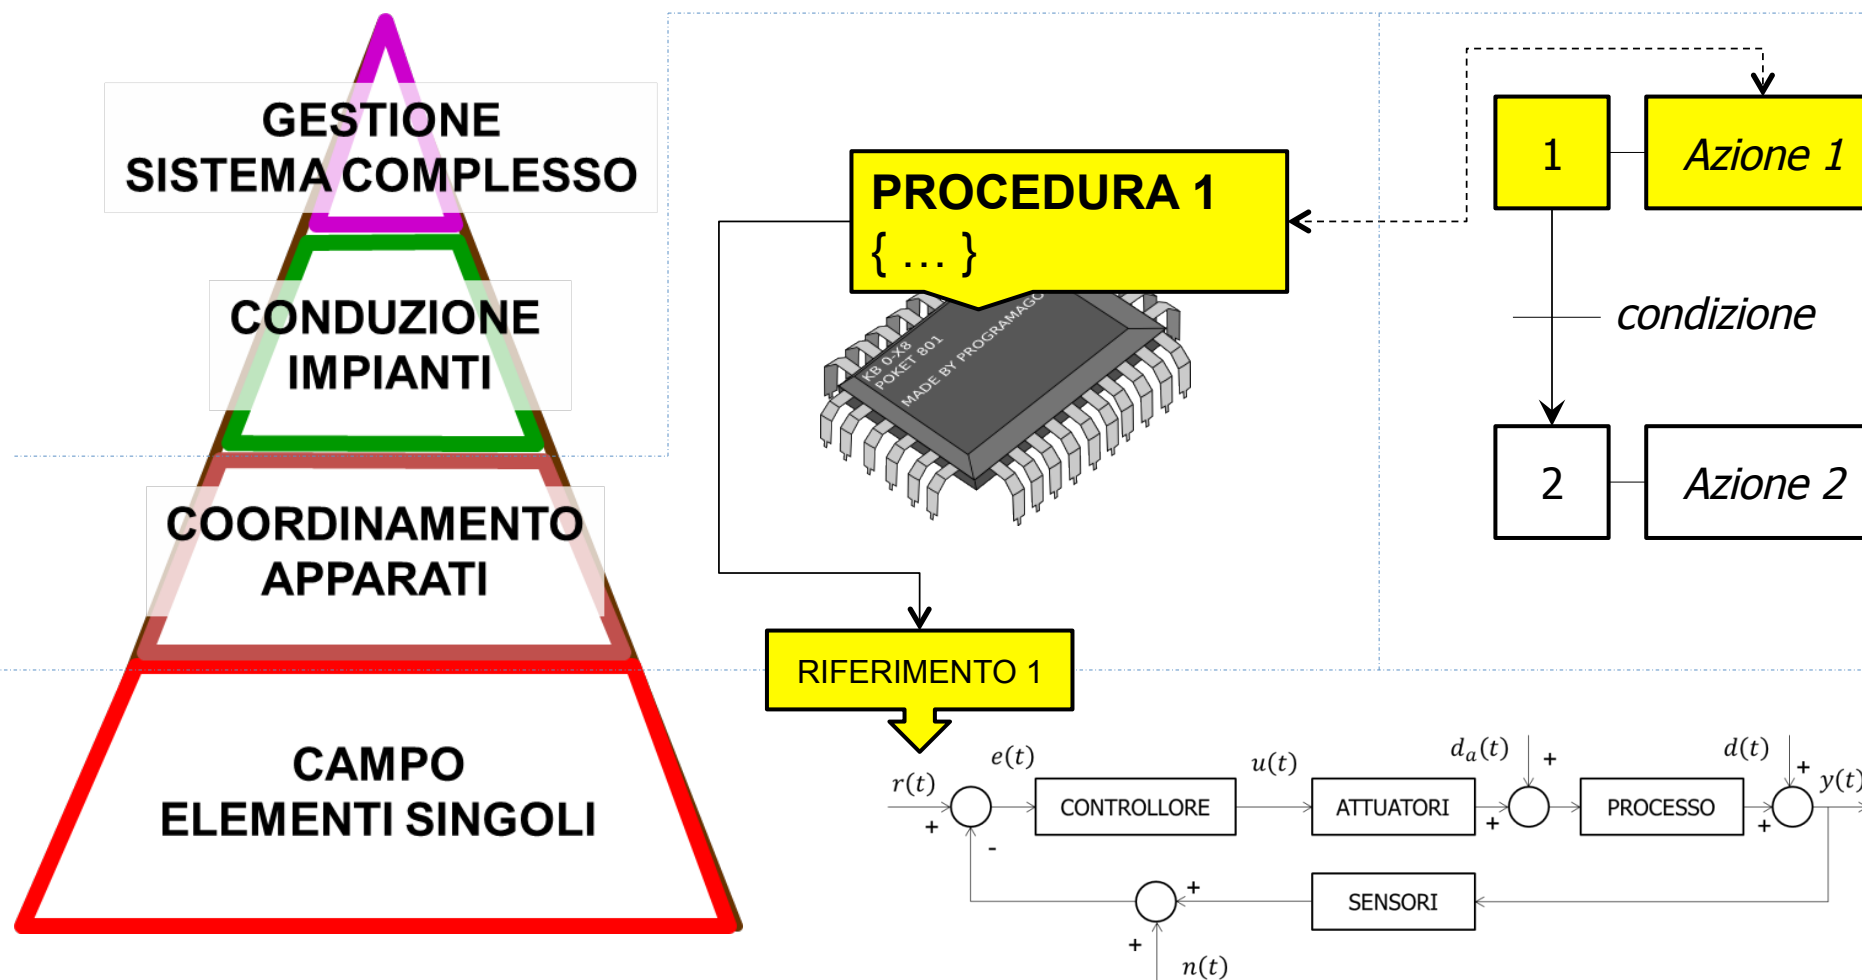 GESTIONE
SISTEMA COMPLESSO
CONDUZIONE
IMPIANTI
COORDINAMENTO
APPARATI
CAMPO
ELEMENTI SINGOLI
PROCEDURA 1
{ ... }
KB 0-X8
POKET 801
MADE BY PROGRAMAGO
RIFERIMENTO 1
1
Azione 1
condizione
2
Azione 2
r(t)
e(t)
u(t)
d_a(t)
d(t)
y(t)
+
-
CONTROLLORE
ATTUATORI
+
+
PROCESSO
+
+
SENSORI
+
+
n(t)